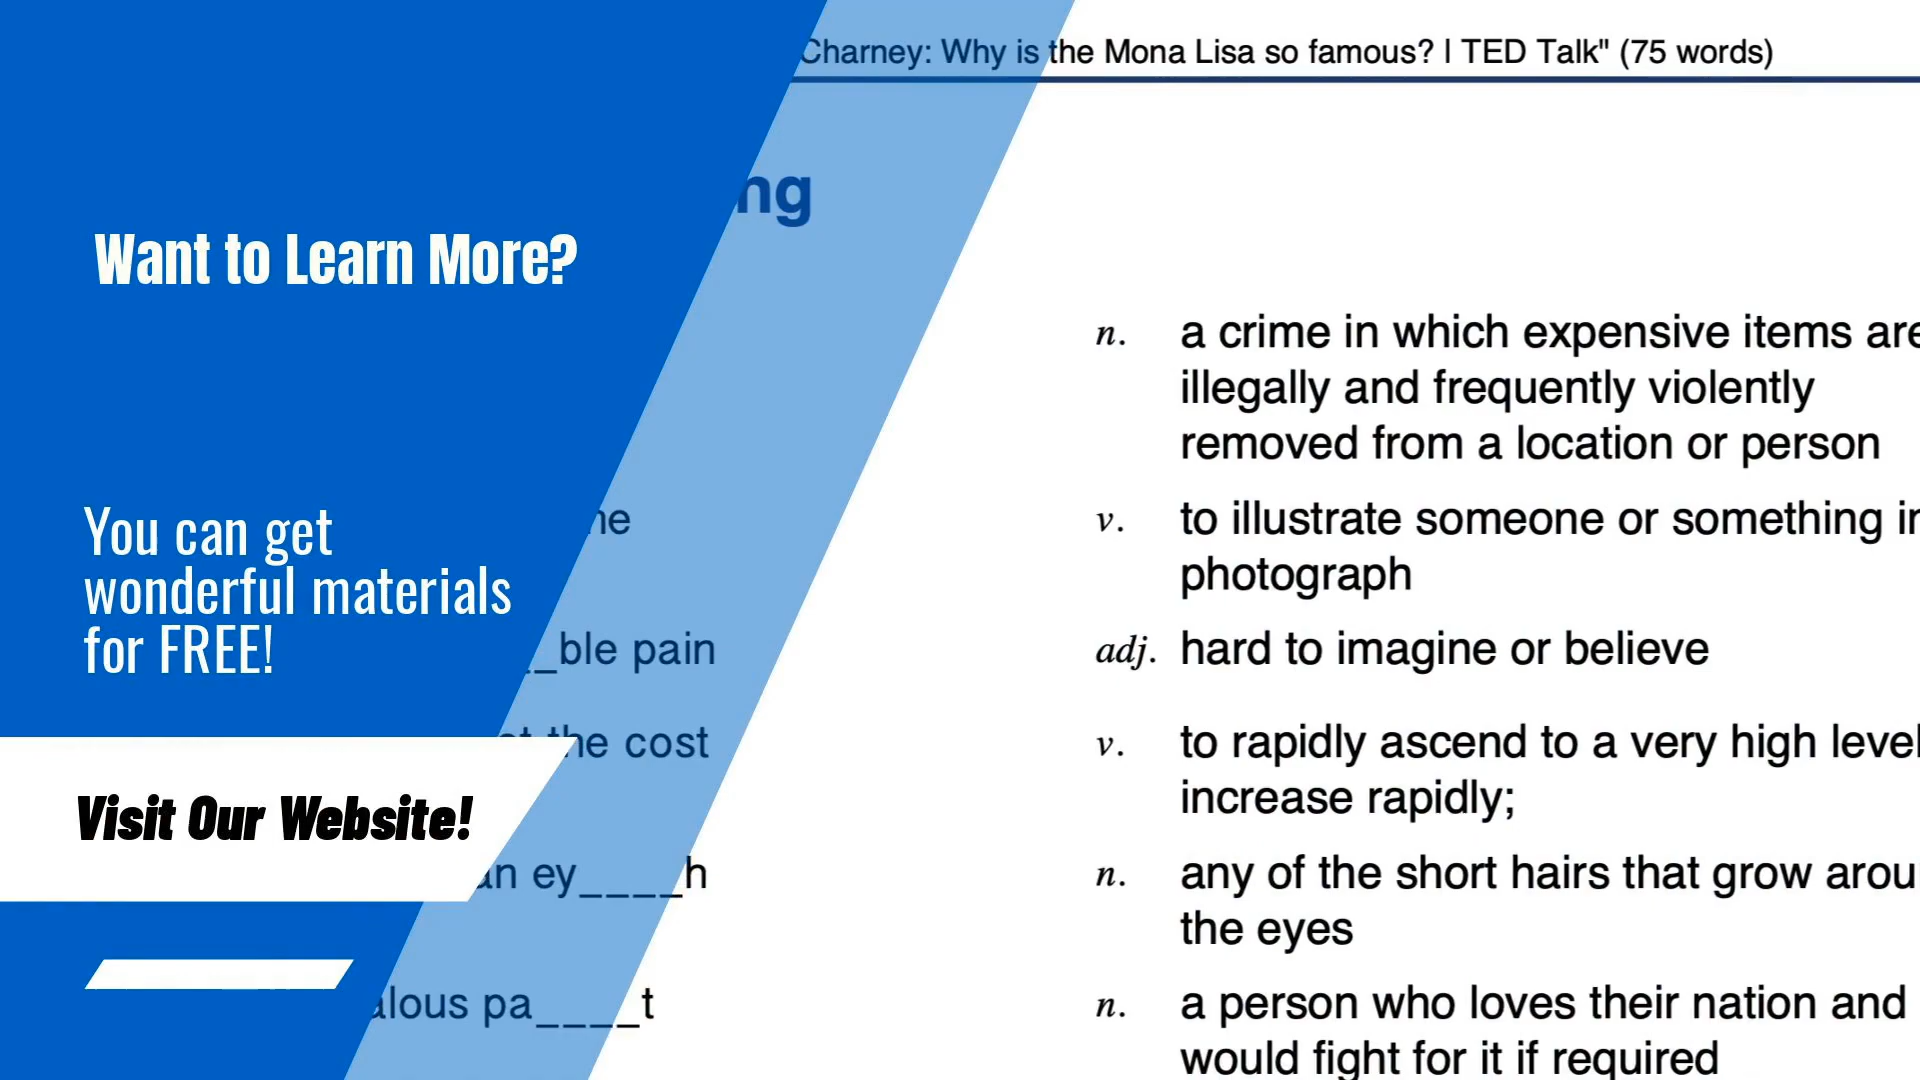 Charney: Why is the Mona Lisa so famous? | TED Talk" (75 words)
ng
Want to Learn More?
You can get
wonderful materials
for FREE!
Visit Our Website!
ne
_ble pain
the cost
an ey____h
alous pa____t
n. a crime in which expensive items are
illegally and frequently violently
removed from a location or person
v. to illustrate someone or something in
photograph
adj. hard to imagine or believe
v. to rapidly ascend to a very high level
increase rapidly;
n. any of the short hairs that grow arou
the eyes
n. a person who loves their nation and
would fight for it if required